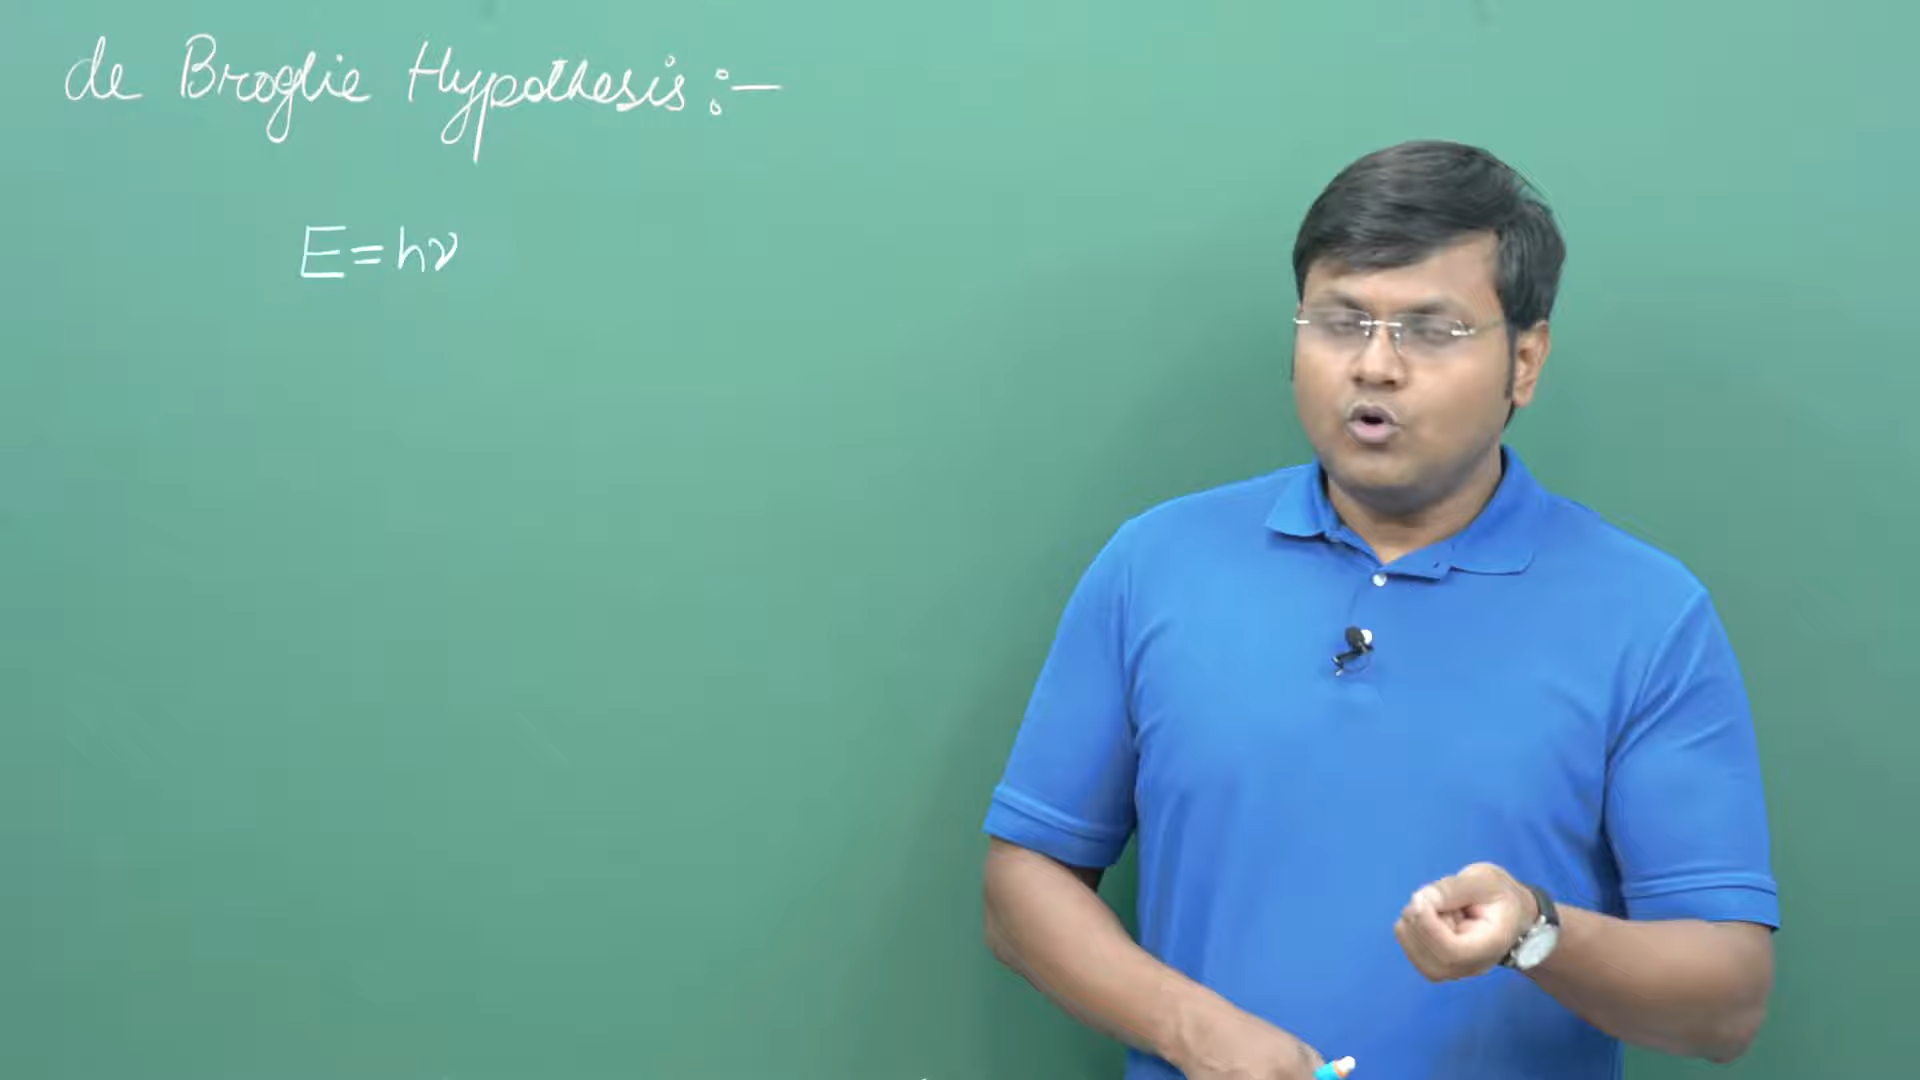 de Broglie Hypothesis :-
E = hν